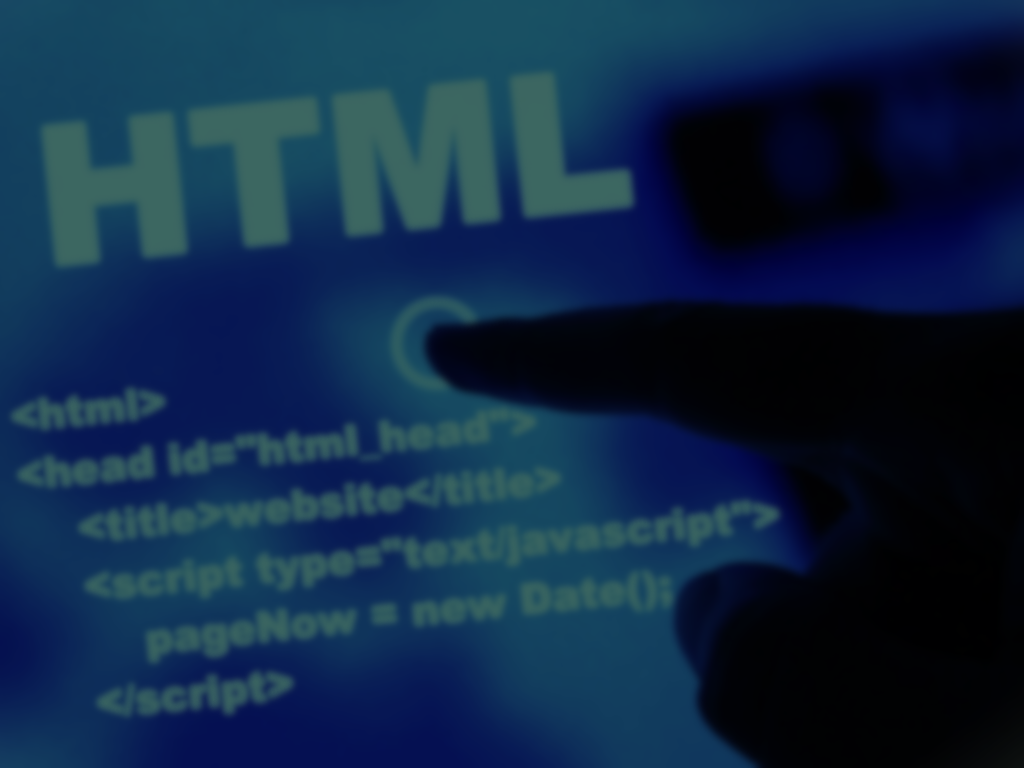 HTML
<html>
<head id="html_head">
<title>website</title>
<script type="text/javascript">
pageNow = new Date();
</script>